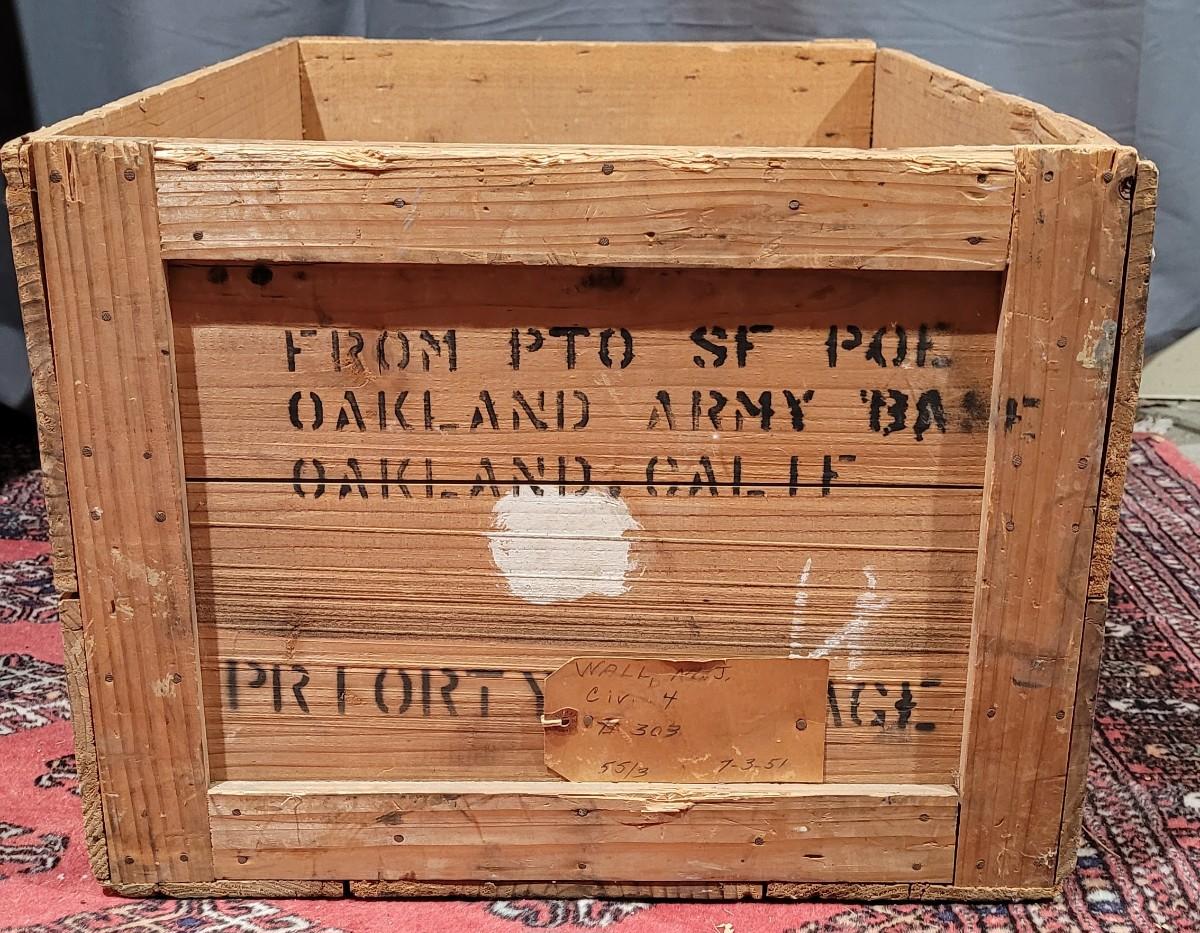 FROM PTO SF POE
OAKLAND ARMY BASE
OAKLAND, CALIF
PRIORTY AGE
WALL, M.J.
Civ. 4
# 303
55/3 7-3-51